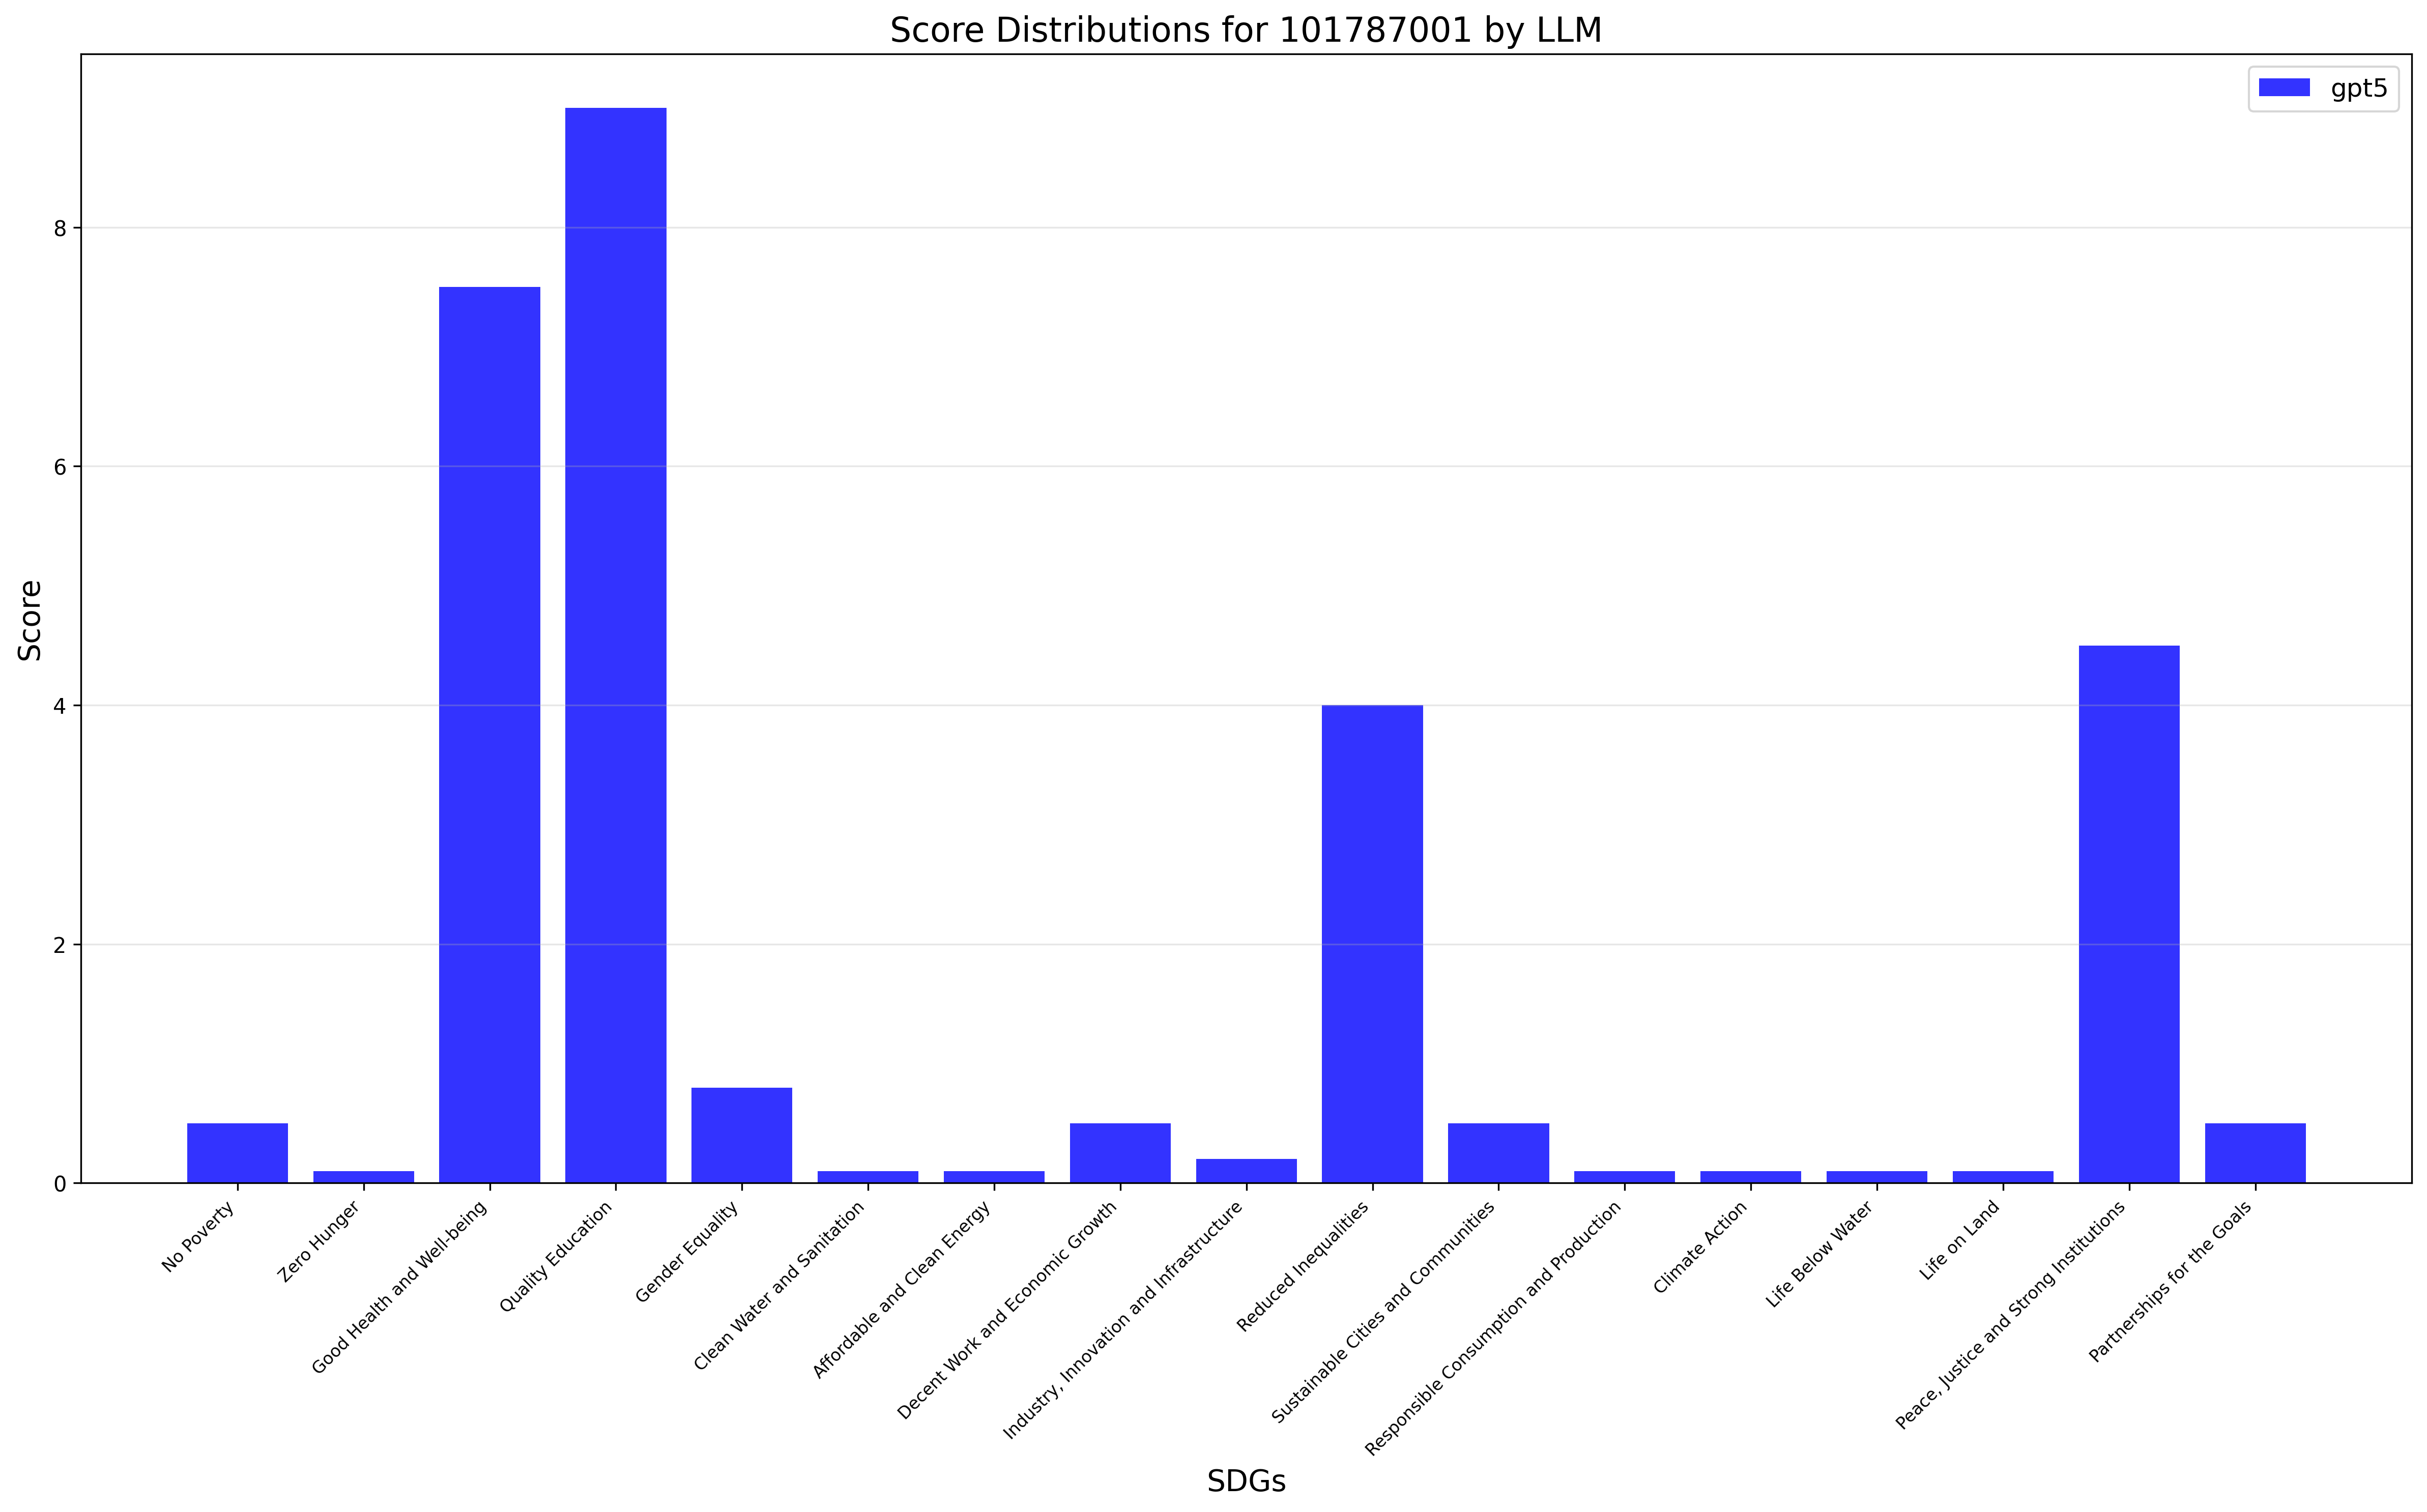 Score Distributions for 101787001 by LLM
gpt5
Score
8
6
4
2
0
No Poverty
Zero Hunger
Good Health and Well-being
Quality Education
Gender Equality
Clean Water and Sanitation
Affordable and Clean Energy
Decent Work and Economic Growth
Industry, Innovation and Infrastructure
Reduced Inequalities
Sustainable Cities and Communities
Responsible Consumption and Production
Climate Action
Life Below Water
Life on Land
Peace, Justice and Strong Institutions
Partnerships for the Goals
SDGs